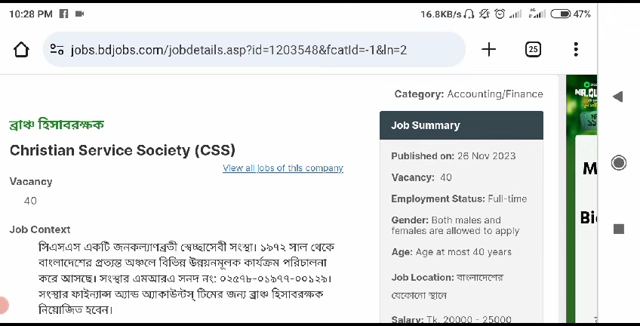 10:28 PM
16.8KB/s
47%
jobs.bdjobs.com/jobdetails.asp?id=1203548&fcatId=-1&ln=2
25
Category: Accounting/Finance
ব্রাঞ্চ হিসাবরক্ষক
Christian Service Society (CSS)
View all jobs of this company
Vacancy
40
Job Context
সিএসএস একটি জনকল্যাণব্রতী স্বেচ্ছাসেবী সংস্থা। ১৯৭২ সাল থেকে
বাংলাদেশের প্রত্যন্ত অঞ্চলে বিভিন্ন উন্নয়নমূলক কার্যক্রম পরিচালনা
করে আসছে। সংস্থার এমআরএ সনদ নং: ০২৫৭৮-০১৯৭৭-০০১২৯।
সংস্থার ফাইন্যান্স অ্যান্ড অ্যাকাউন্টস্ টিমের জন্য ব্রাঞ্চ হিসাবরক্ষক
নিয়োজিত হবেন।
Job Summary
Published on: 26 Nov 2023
Vacancy: 40
Employment Status: Full-time
Gender: Both males and
females are allowed to apply
Age: Age at most 40 years
Job Location: বাংলাদেশের
যেকোনো স্থানে
Salary: Tk. 20000 - 25000